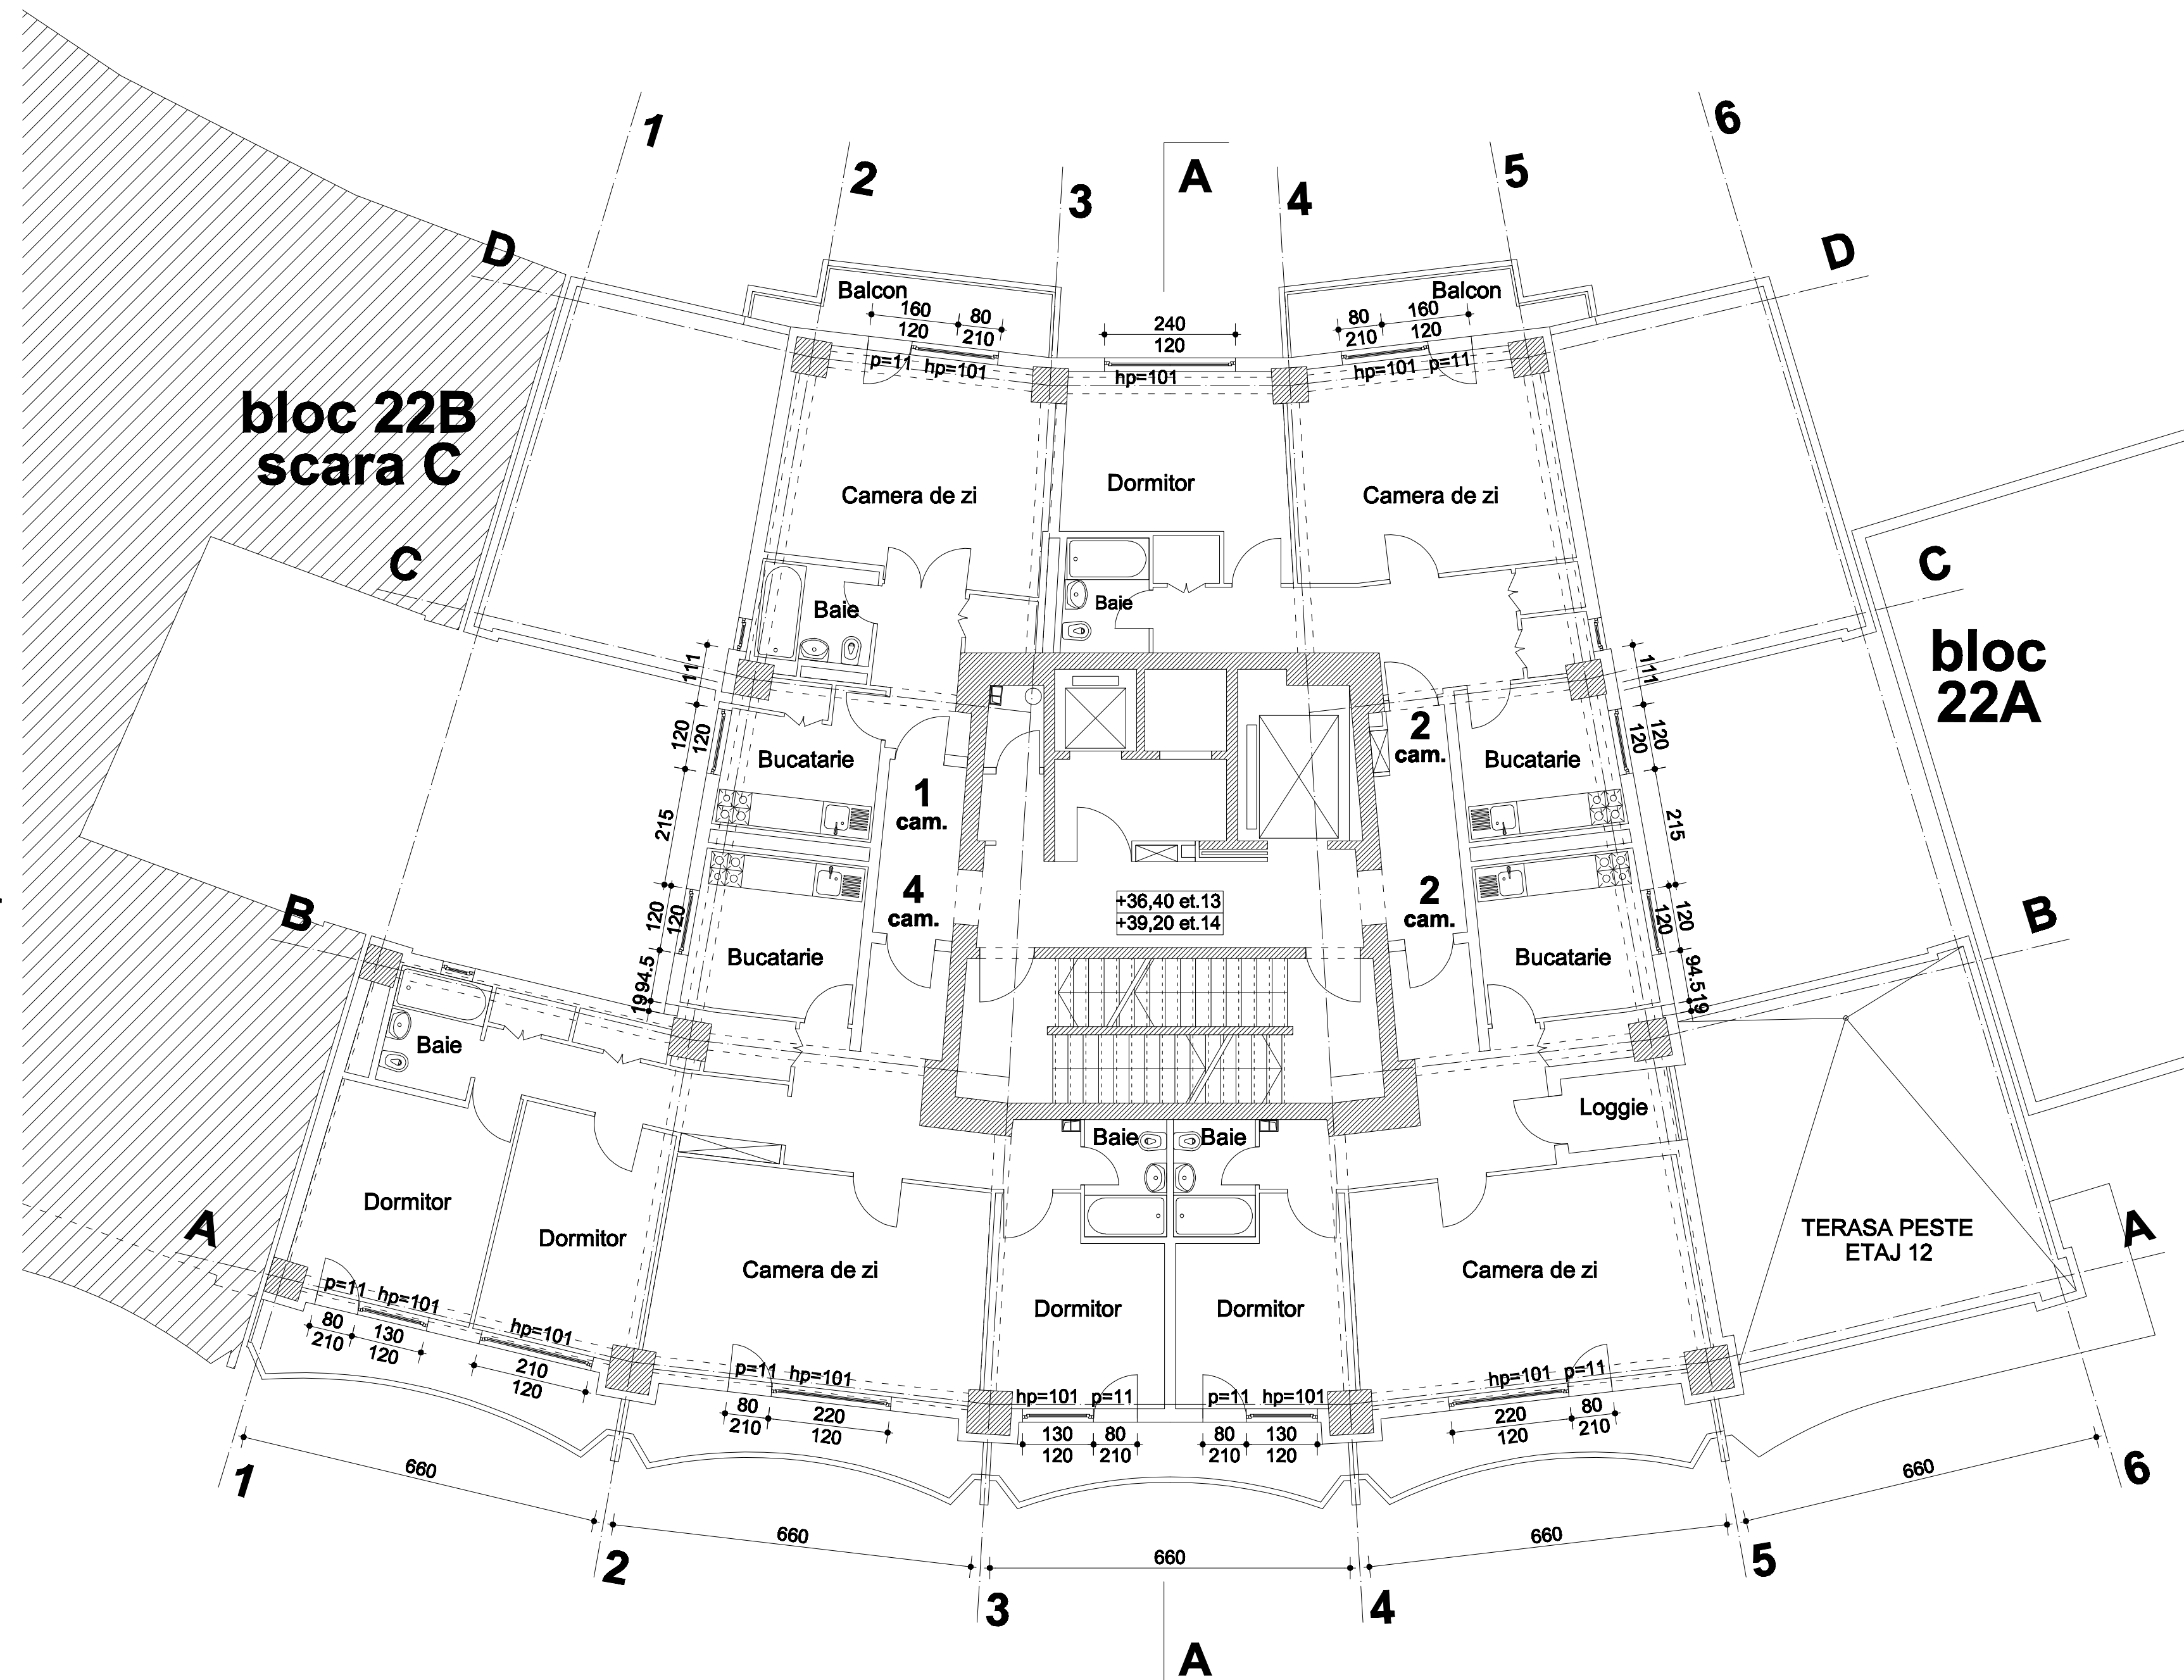 1
2
3
A
4
5
6
D
D
Balcon
160
120
80
210
p=11
hp=101
240
120
hp=101
Balcon
80
210
160
120
hp=101
p=11
bloc 22B
scara C
Camera de zi
Dormitor
Camera de zi
C
C
Baie
Baie
bloc
22A
111
120
120
215
120
120
94.5
19
111
120
120
215
120
120
94.5
19
Bucatarie
1
cam.
2
cam.
Bucatarie
4
cam.
2
cam.
+36,40 et.13
+39,20 et.14
B
B
Bucatarie
Bucatarie
Baie
Baie
Baie
Loggie
Dormitor
Dormitor
Camera de zi
Dormitor
Dormitor
Camera de zi
TERASA PESTE
ETAJ 12
A
A
p=11
hp=101
80
210
130
120
hp=101
210
120
p=11
hp=101
80
210
220
120
hp=101
p=11
130
120
80
210
p=11
hp=101
80
210
130
120
hp=101
p=11
220
120
80
210
1
660
2
660
3
660
4
660
5
660
6
A